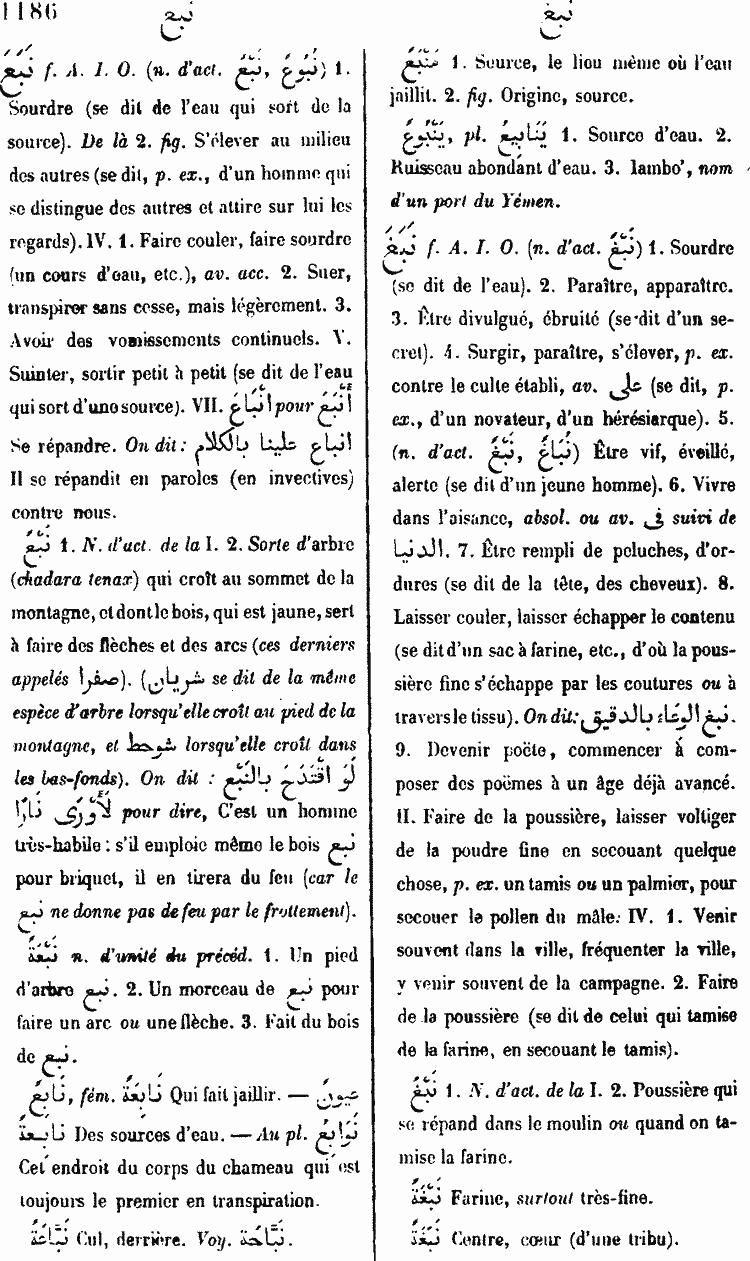 1186 نبع نبغ
نَبَعَ f. A. I. O. (n. d'act. نَبْعٌ, نُبُوعٌ) 1.
Sourdre (se dit de l'eau qui sort de la
source). De là 2. fig. S'élever au milieu
des autres (se dit, p. ex., d'un homme qui
se distingue des autres et attire sur lui les
regards). IV. 1. Faire couler, faire sourdre
(un cours d'eau, etc.), av. acc. 2. Suer,
transpirer sans cesse, mais légèrement. 3.
Avoir des vomissements continuels. V.
Suinter, sortir petit à petit (se dit de l'eau
qui sort d'une source). VII. اَنْبَاعَ pour اَنْبَعَ
Se répandre. On dit: انباع علينا بالكلام
Il se répandit en paroles (en invectives)
contre nous.
نَبْعٌ 1. N. d'act. de la I. 2. Sorte d'arbre
(chadara tenax) qui croît au sommet de la
montagne, et dont le bois, qui est jaune, sert
à faire des flèches et des arcs (ces derniers
appelés صفرا). (شريان se dit de la même
espèce d'arbre lorsqu'elle croît au pied de la
montagne, et شوحط lorsqu'elle croît dans
les bas-fonds). On dit : لَوِ اقْتَدَحَ بِالنَّبْعِ
لَأَوْرَى نَارًا pour dire, C'est un homme
très-habile : s'il emploie même le bois نبع
pour briquet, il en tirera du feu (car le
نبع ne donne pas de feu par le frottement).
نَبْعَةٌ n. d'unité du précéd. 1. Un pied
d'arbre نبع. 2. Un morceau de نبع pour
faire un arc ou une flèche. 3. Fait du bois
de نبع.
نَابِعٌ, fém. نَابِعَةٌ Qui fait jaillir. — عيون
نابعة Des sources d'eau. — Au pl. نَوَابِعُ
Cet endroit du corps du chameau qui est
toujours le premier en transpiration.
نَبَّاعَةٌ Cul, derrière. Voy. نَبَّاحَةٌ.
مَنْبَعٌ 1. Source, le lieu même où l'eau
jaillit. 2. fig. Origine, source.
يَنْبُوعٌ, pl. يَنَابِيعُ 1. Source d'eau. 2.
Ruisseau abondant d'eau. 3. Iambo', nom
d'un port du Yémen.
نَبَغَ f. A. I. O. (n. d'act. نَبْغٌ) 1. Sourdre
(se dit de l'eau). 2. Paraître, apparaître.
3. Être divulgué, ébruité (se dit d'un se-
cret). 4. Surgir, paraître, s'élever, p. ex.
contre le culte établi, av. على (se dit, p.
ex., d'un novateur, d'un hérésiarque). 5.
(n. d'act. نَبْغٌ, نُبَاغٌ) Être vif, éveillé,
alerte (se dit d'un jeune homme). 6. Vivre
dans l'aisance, absol. ou av. فى suivi de
الدنيا. 7. Être rempli de peluches, d'or-
dures (se dit de la tête, des cheveux). 8.
Laisser couler, laisser échapper le contenu
(se dit d'un sac à farine, etc., d'où la pous-
sière fine s'échappe par les coutures ou à
travers le tissu). On dit: نبغ الوِعَاءُ بالدقيق.
9. Devenir poëte, commencer à com-
poser des poëmes à un âge déjà avancé.
II. Faire de la poussière, laisser voltiger
de la poudre fine en secouant quelque
chose, p. ex. un tamis ou un palmier, pour
secouer le pollen du mâle. IV. 1. Venir
souvent dans la ville, fréquenter la ville,
y venir souvent de la campagne. 2. Faire
de la poussière (se dit de celui qui tamise
de la farine, en secouant le tamis).
نَبْغٌ 1. N. d'act. de la I. 2. Poussière qui
se répand dans le moulin ou quand on ta-
mise la farine.
نَبْغَةٌ Farine, surtout très-fine.
نَبَغَةٌ Centre, cœur (d'une tribu).